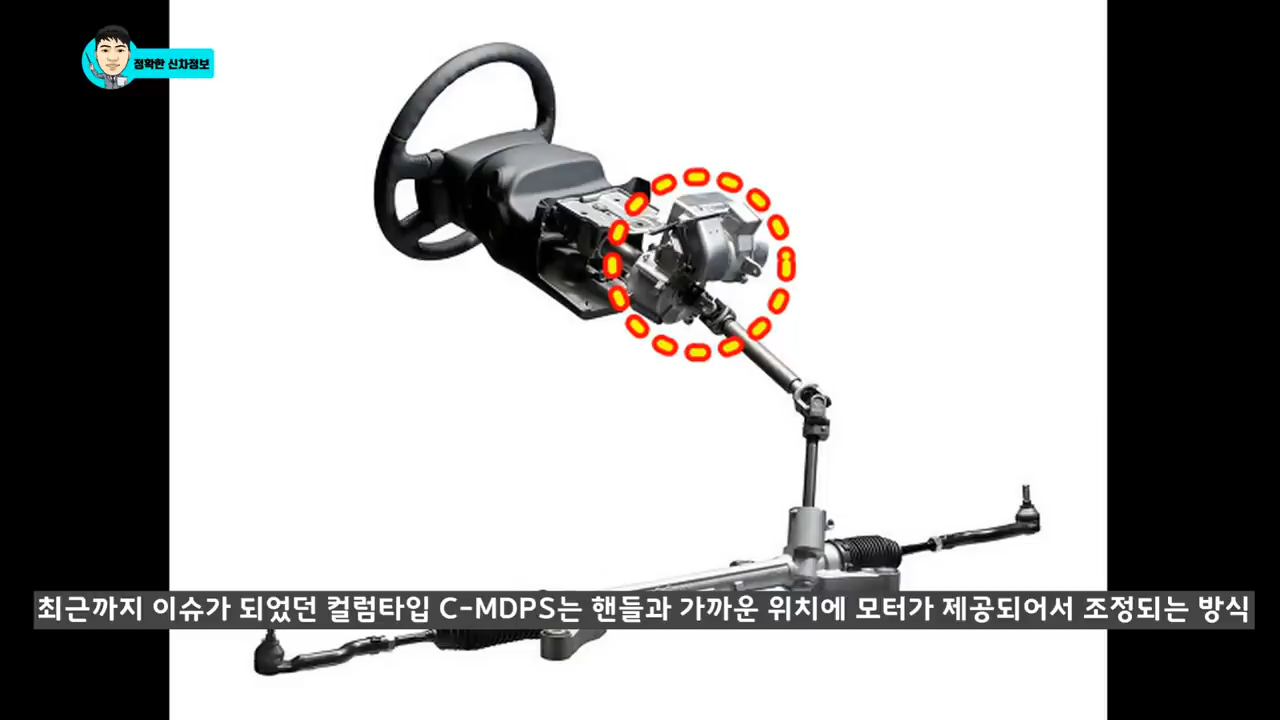 정확한 신차정보
최근까지 이슈가 되었던 컬럼타입 C-MDPS는 핸들과 가까운 위치에 모터가 제공되어서 조정되는 방식